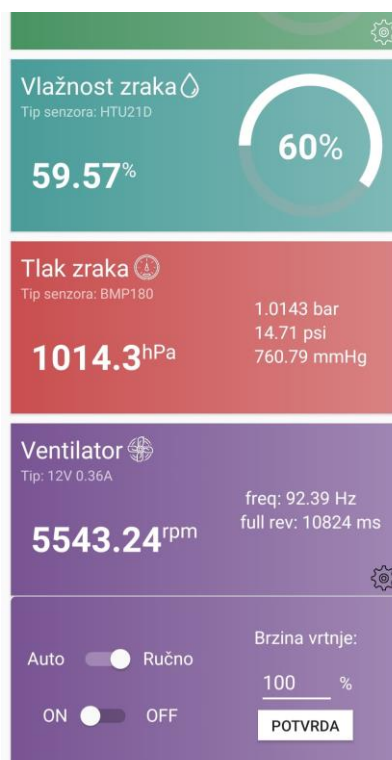 Vlažnost zraka
Tip senzora: HTU21D
59.57%
60%
Tlak zraka
Tip senzora: BMP180
1014.3hPa
1.0143 bar
14.71 psi
760.79 mmHg
Ventilator
Tip: 12V 0.36A
5543.24rpm
freq: 92.39 Hz
full rev: 10824 ms
Auto Ručno
ON OFF
Brzina vrtnje:
100 %
POTVRDA